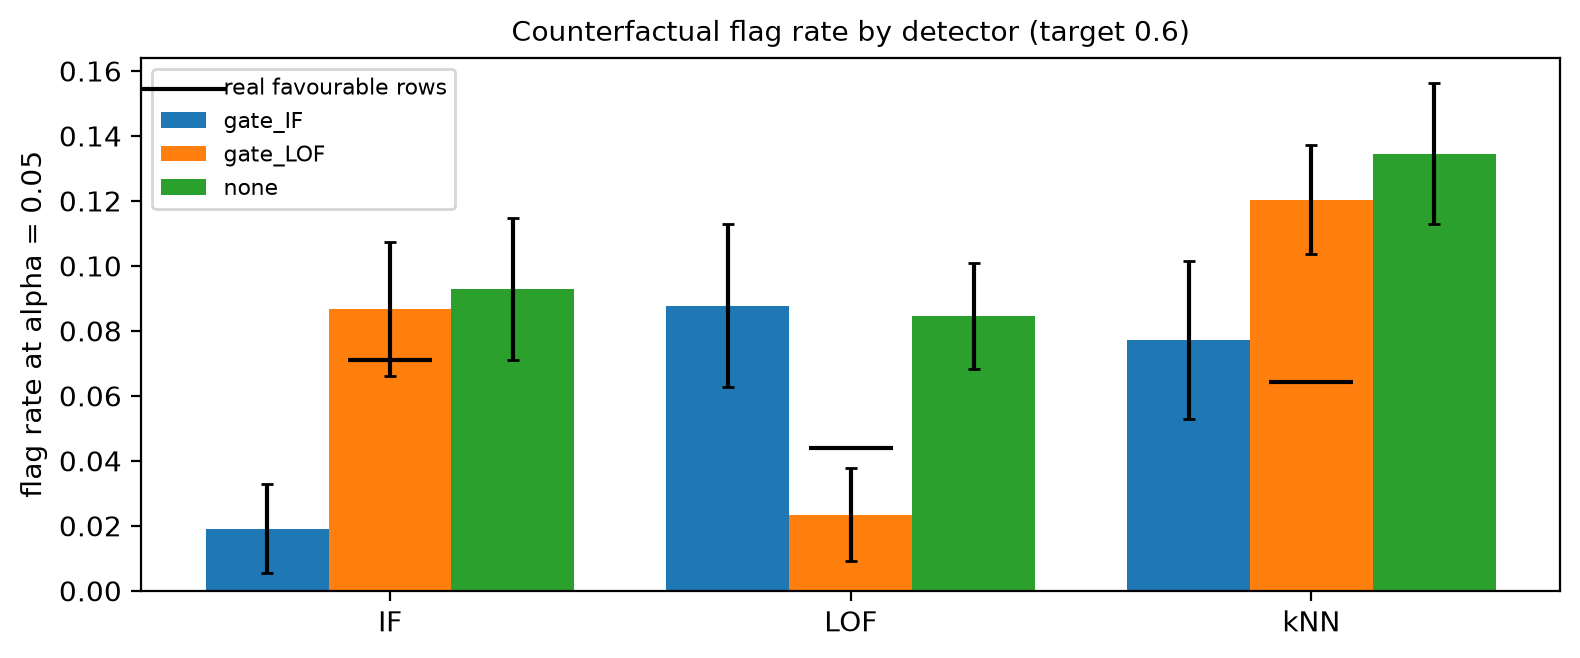 Counterfactual flag rate by detector (target 0.6)
flag rate at alpha = 0.05
0.16
0.14
0.12
0.10
0.08
0.06
0.04
0.02
0.00
real favourable rows
gate_IF
gate_LOF
none
IF
LOF
kNN